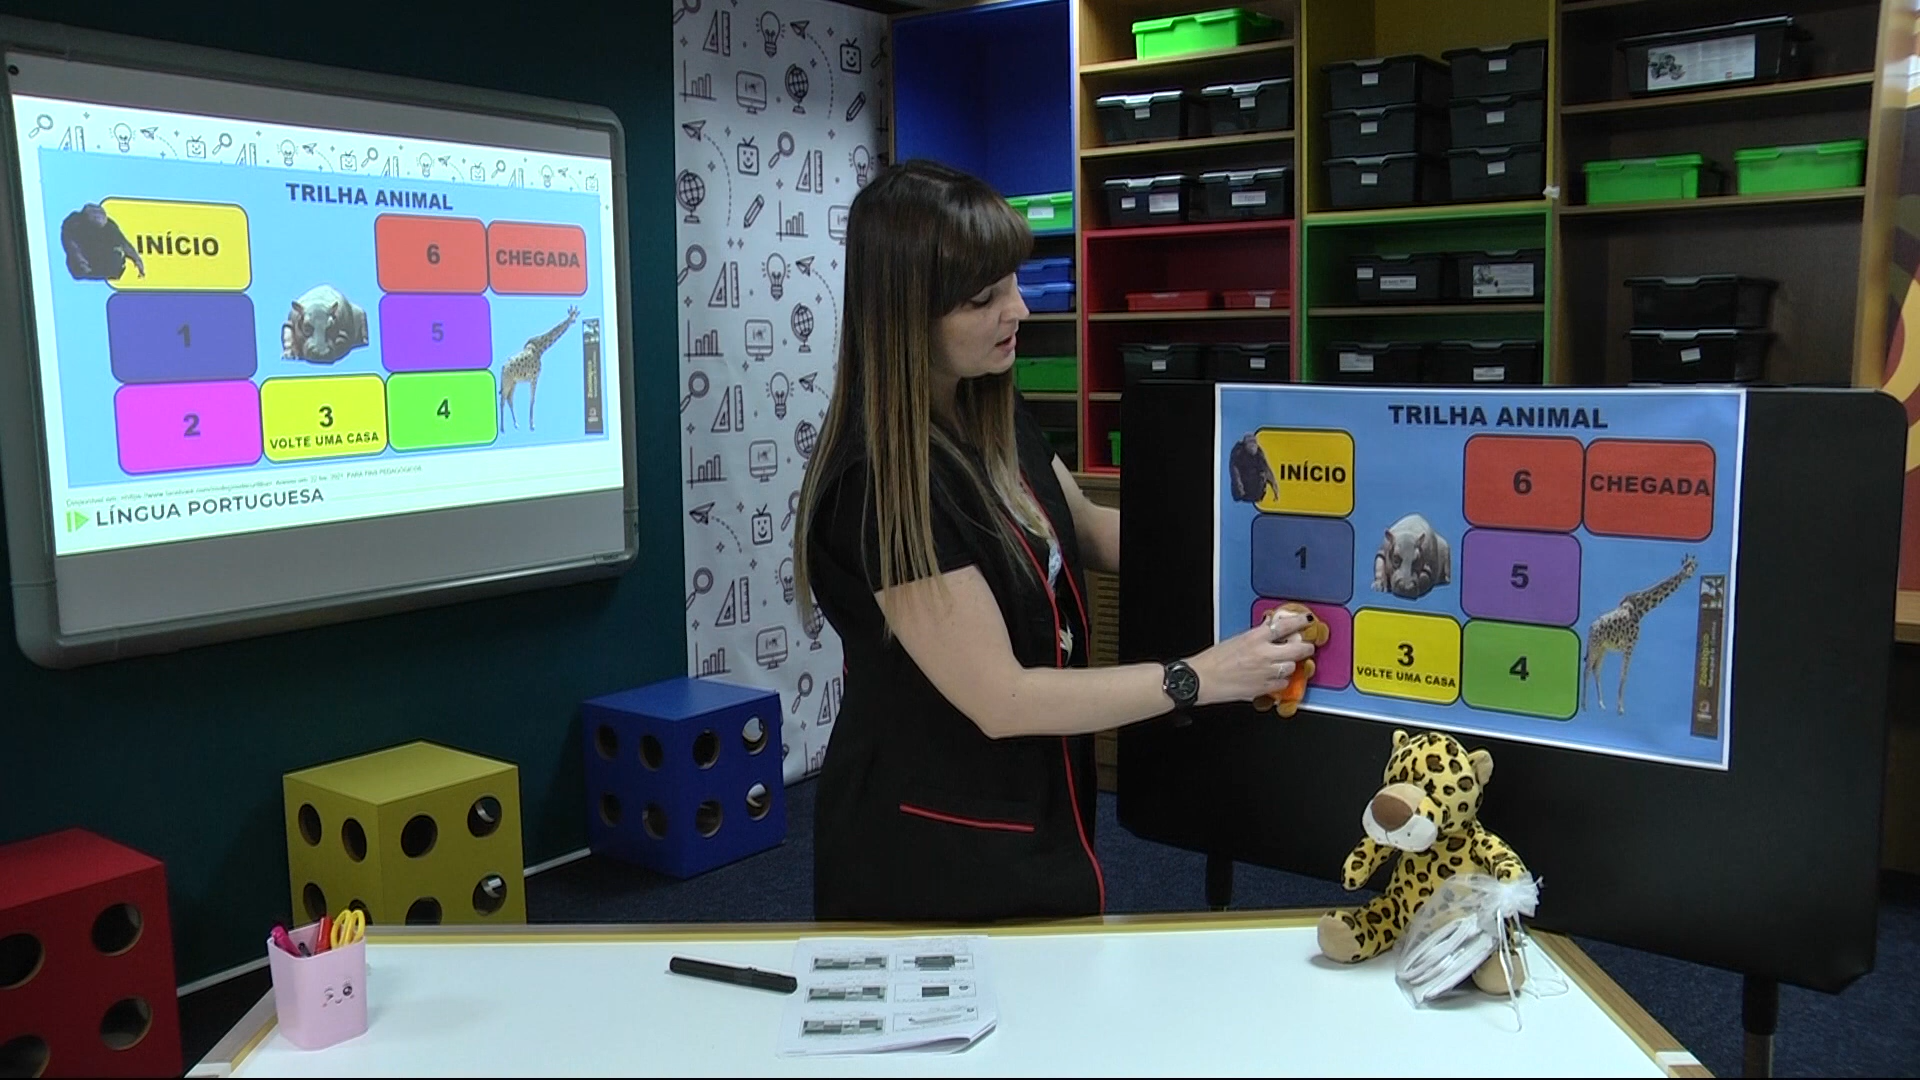 TRILHA ANIMAL
INÍCIO
6
CHEGADA
1
5
2
3
VOLTE UMA CASA
4
LÍNGUA PORTUGUESA
TRILHA ANIMAL
INÍCIO
6
CHEGADA
1
5
3
VOLTE UMA CASA
4
Zoológico